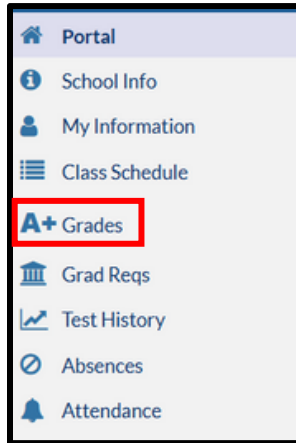 Portal
School Info
My Information
Class Schedule
A+ Grades
Grad Reqs
Test History
Absences
Attendance